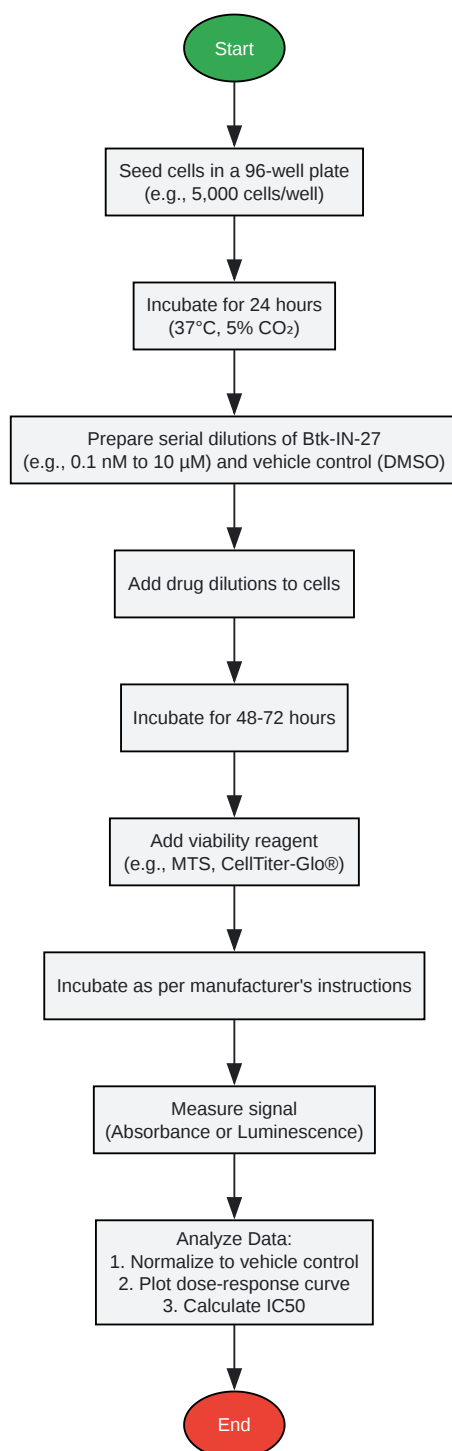 Start
Seed cells in a 96-well plate
(e.g., 5,000 cells/well)
Incubate for 24 hours
(37°C, 5% CO₂)
Prepare serial dilutions of Btk-IN-27
(e.g., 0.1 nM to 10 µM) and vehicle control (DMSO)
Add drug dilutions to cells
Incubate for 48-72 hours
Add viability reagent
(e.g., MTS, CellTiter-Glo®)
Incubate as per manufacturer's instructions
Measure signal
(Absorbance or Luminescence)
Analyze Data:
1. Normalize to vehicle control
2. Plot dose-response curve
3. Calculate IC50
End